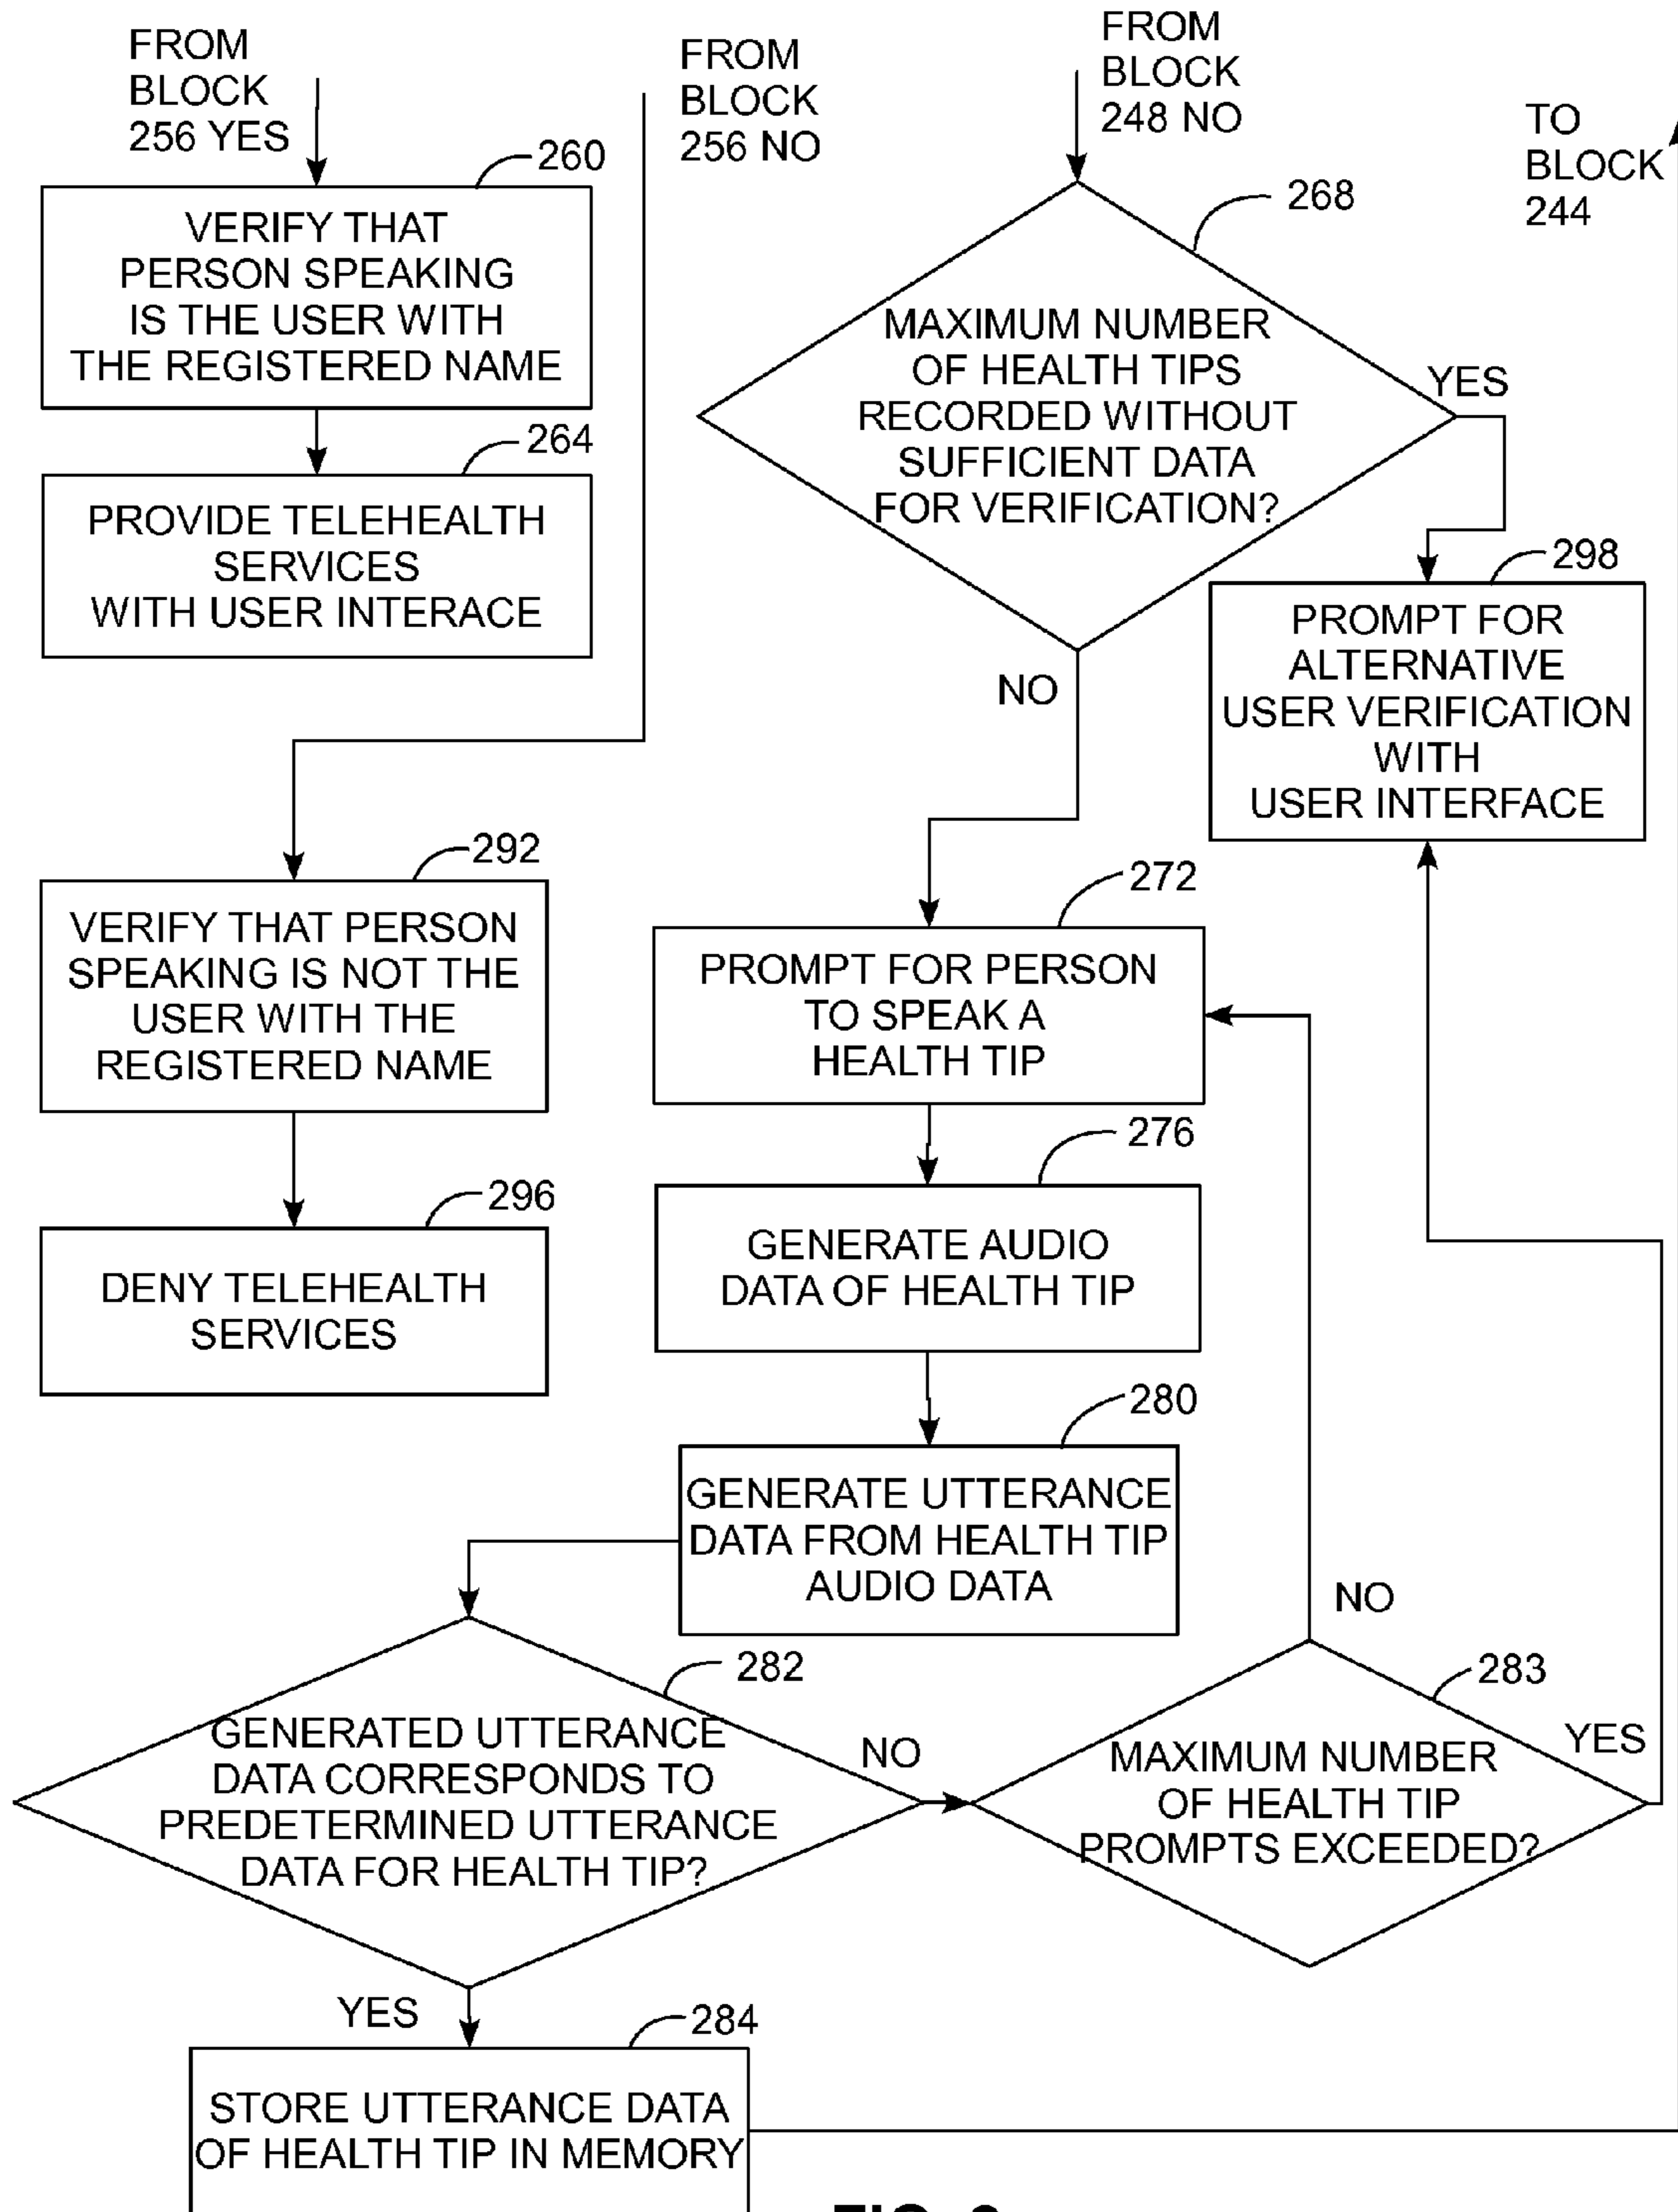 FROM
BLOCK
256 YES
260
VERIFY THAT
PERSON SPEAKING
IS THE USER WITH
THE REGISTERED NAME
264
PROVIDE TELEHEALTH
SERVICES
WITH USER INTERACE
FROM
BLOCK
256 NO
292
VERIFY THAT PERSON
SPEAKING IS NOT THE
USER WITH THE
REGISTERED NAME
296
DENY TELEHEALTH
SERVICES
FROM
BLOCK
248 NO
268
MAXIMUM NUMBER
OF HEALTH TIPS
RECORDED WITHOUT
SUFFICIENT DATA
FOR VERIFICATION?
YES
NO
TO
BLOCK
244
298
PROMPT FOR
ALTERNATIVE
USER VERIFICATION
WITH
USER INTERFACE
272
PROMPT FOR PERSON
TO SPEAK A
HEALTH TIP
276
GENERATE AUDIO
DATA OF HEALTH TIP
280
GENERATE UTTERANCE
DATA FROM HEALTH TIP
AUDIO DATA
282
GENERATED UTTERANCE
DATA CORRESPONDS TO
PREDETERMINED UTTERANCE
DATA FOR HEALTH TIP?
NO
YES
283
MAXIMUM NUMBER
OF HEALTH TIP
PROMPTS EXCEEDED?
NO
YES
284
STORE UTTERANCE DATA
OF HEALTH TIP IN MEMORY